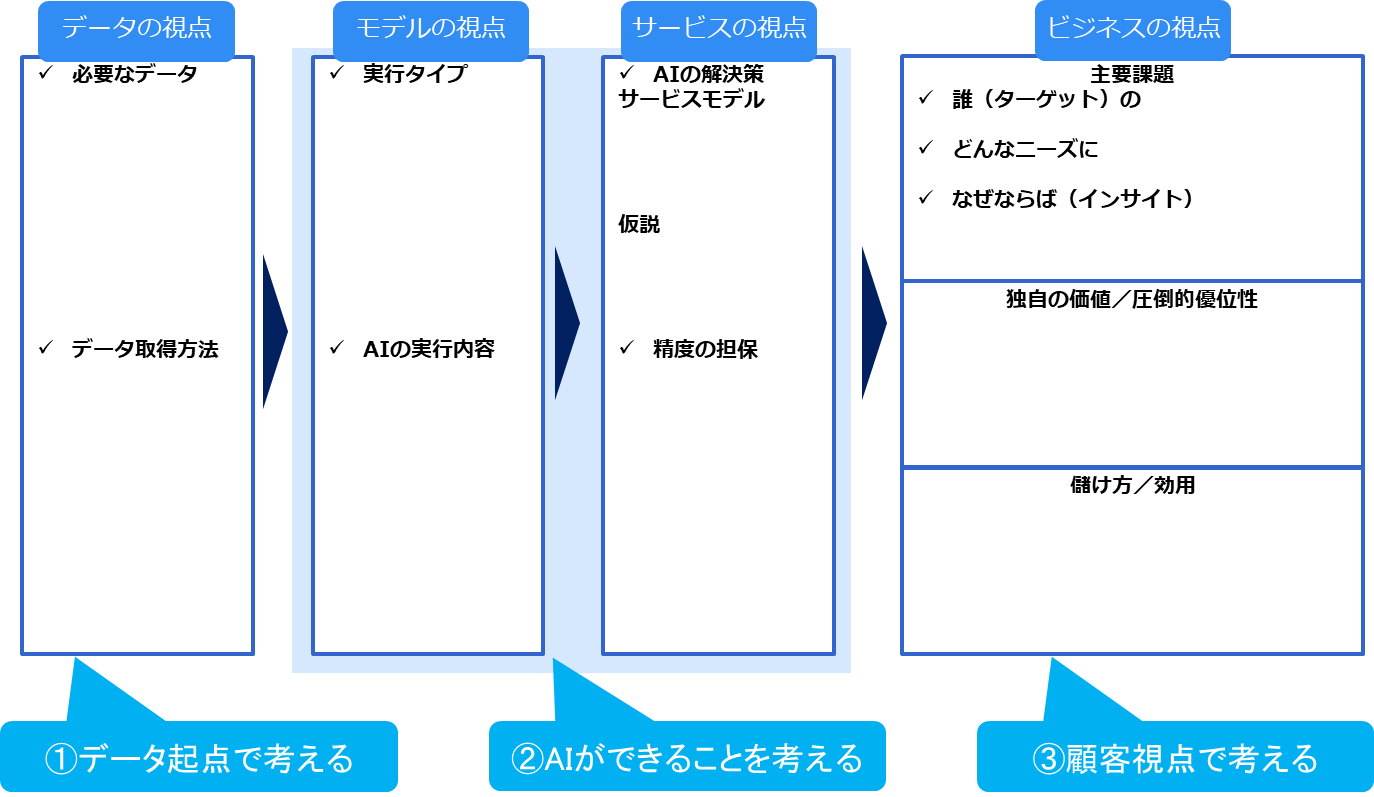 データの視点
✓ 必要なデータ
✓ データ取得方法
モデルの視点
✓ 実行タイプ
✓ AIの実行内容
サービスの視点
✓ AIの解決策
サービスモデル
仮説
✓ 精度の担保
ビジネスの視点
主要課題
✓ 誰（ターゲット）の
✓ どんなニーズに
✓ なぜならば（インサイト）
独自の価値／圧倒的優位性
儲け方／効用
①データ起点で考える
②AIができることを考える
③顧客視点で考える